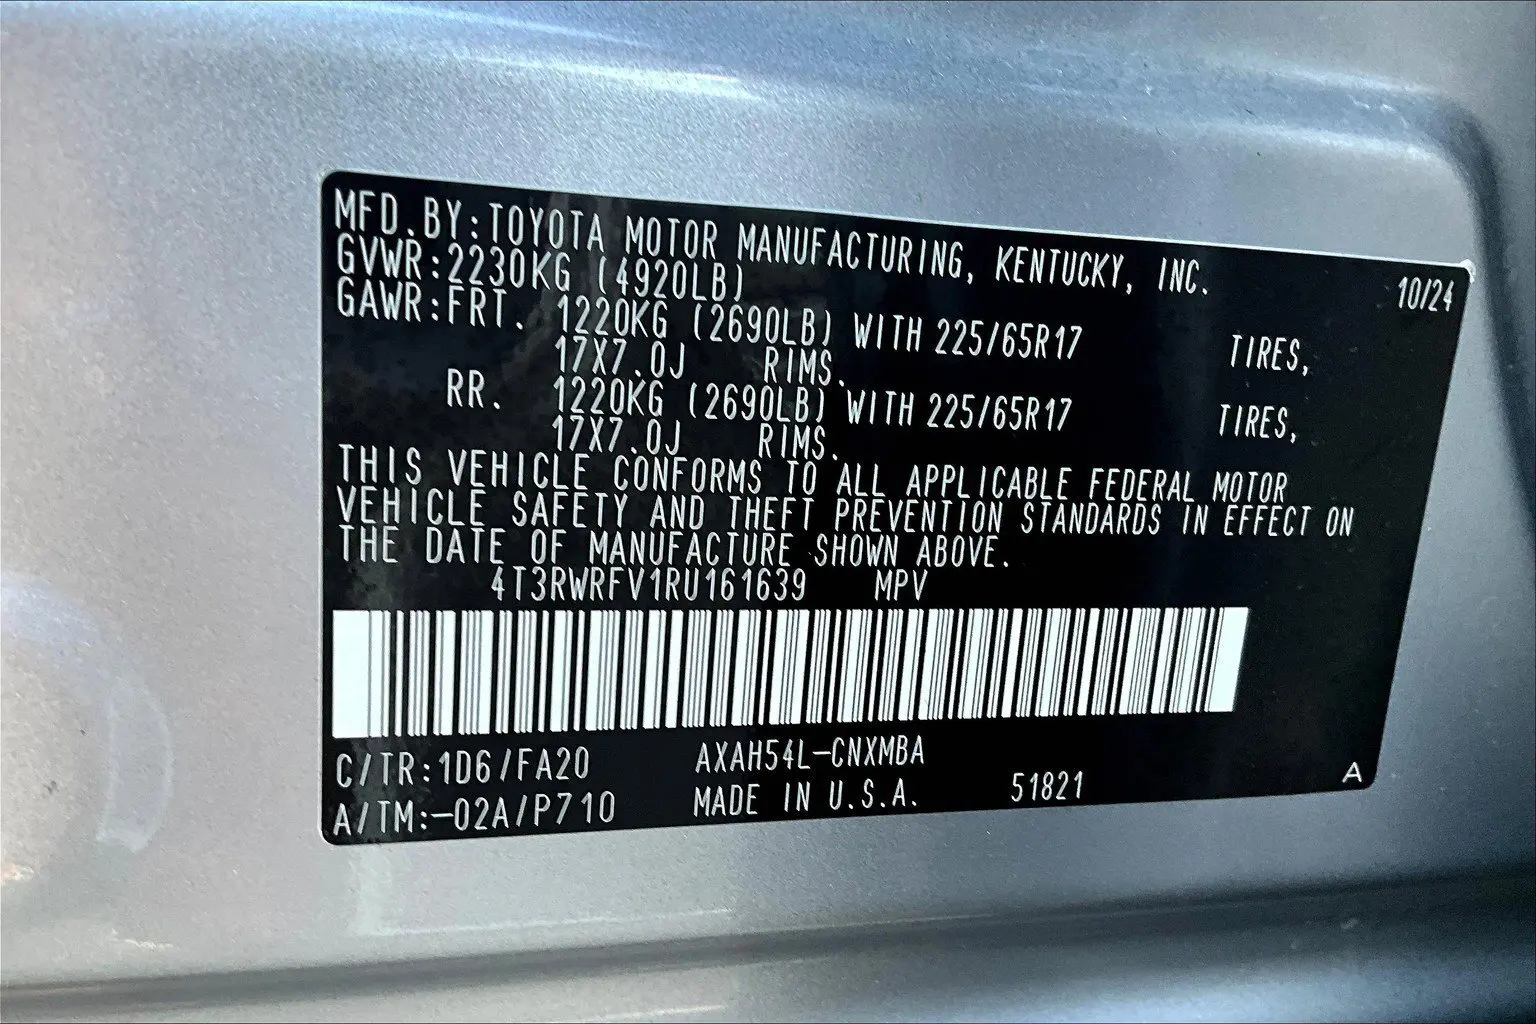 MFD.BY:TOYOTA MOTOR MANUFACTURING, KENTUCKY, INC.
GVWR:2230KG (4920LB) 10/24
GAWR:FRT. 1220KG (2690LB) WITH 225/65R17 TIRES,
17X7.0J RIMS.
RR. 1220KG (2690LB) WITH 225/65R17 TIRES,
17X7.0J RIMS.
THIS VEHICLE CONFORMS TO ALL APPLICABLE FEDERAL MOTOR
VEHICLE SAFETY AND THEFT PREVENTION STANDARDS IN EFFECT ON
THE DATE OF MANUFACTURE SHOWN ABOVE.
4T3RWRFV1RU161639 MPV
C/TR:1D6/FA20 AXAH54L-CNXMBA
A/TM:-02A/P710 MADE IN U.S.A. 51821 A